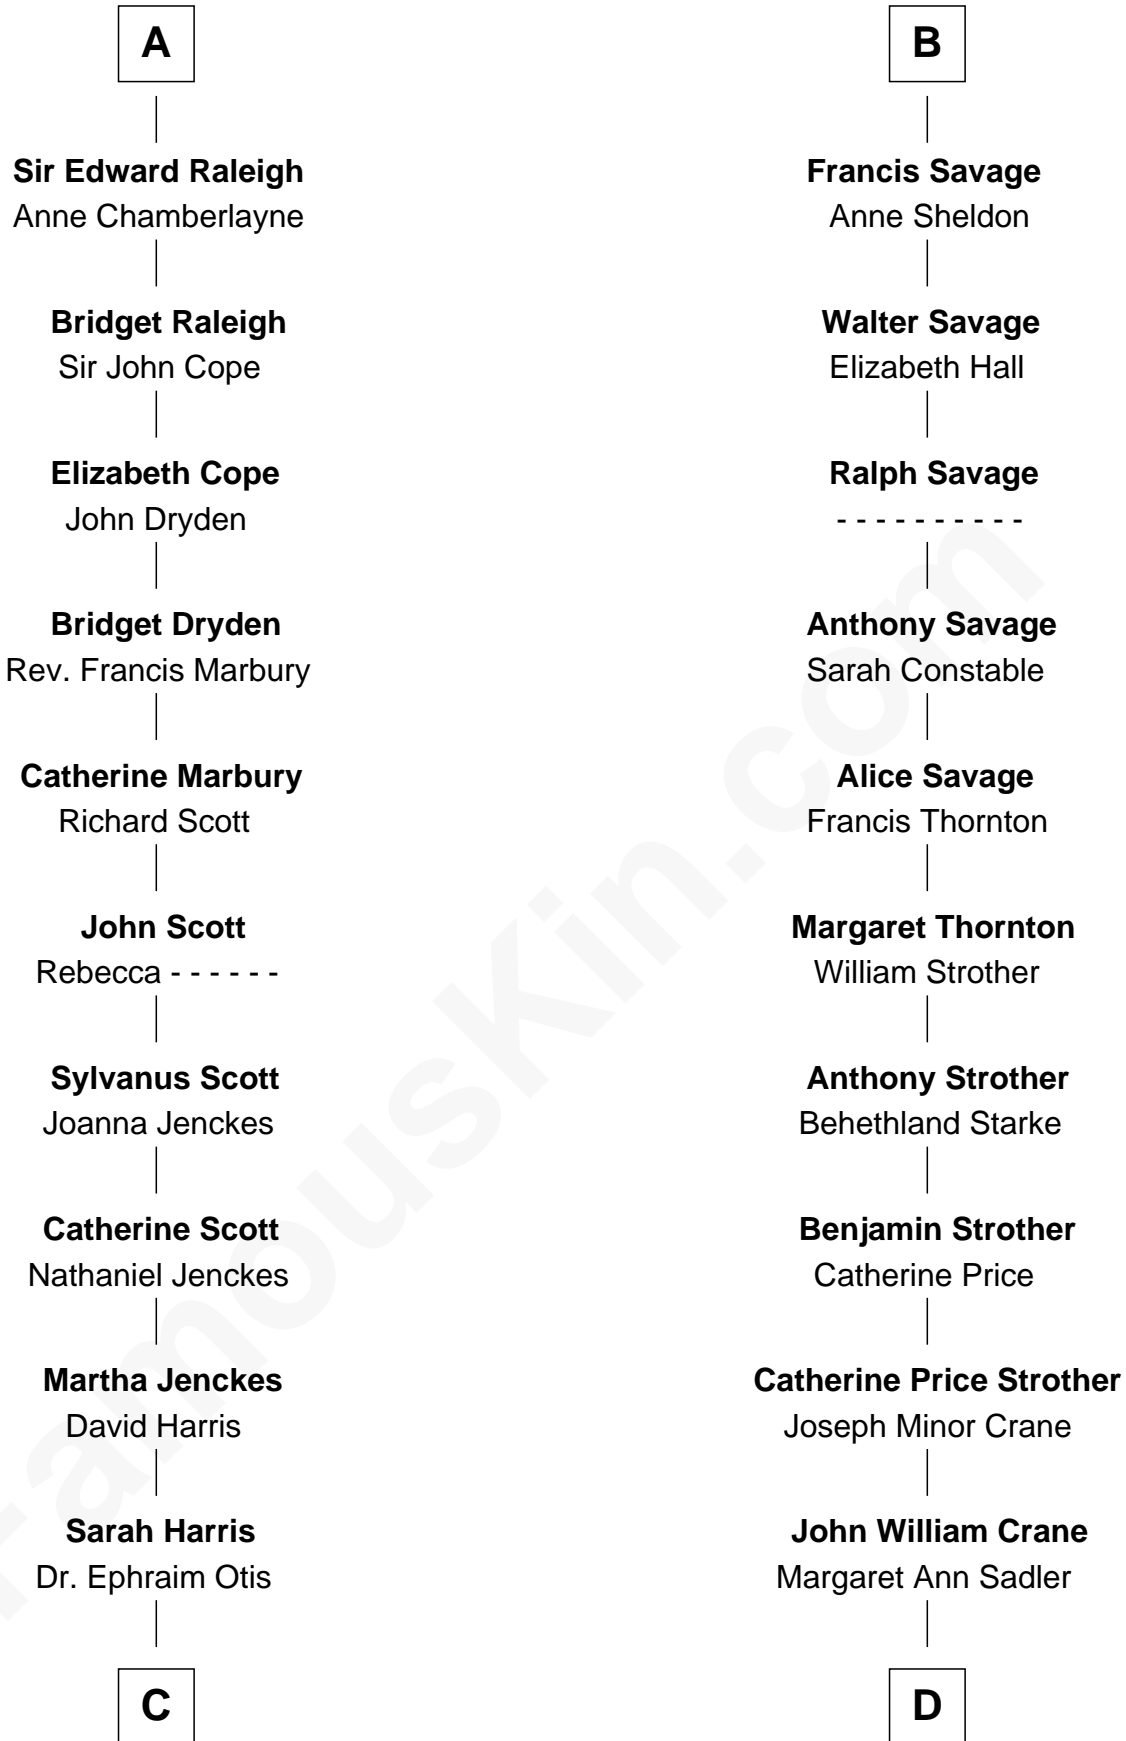 A
Sir Edward Raleigh
Anne Chamberlayne
Bridget Raleigh
Sir John Cope
Elizabeth Cope
John Dryden
Bridget Dryden
Rev. Francis Marbury
Catherine Marbury
Richard Scott
John Scott
Rebecca - - - - - -
Sylvanus Scott
Joanna Jenckes
Catherine Scott
Nathaniel Jenckes
Martha Jenckes
David Harris
Sarah Harris
Dr. Ephraim Otis
C
B
Francis Savage
Anne Sheldon
Walter Savage
Elizabeth Hall
Ralph Savage
- - - - - - - - - -
Anthony Savage
Sarah Constable
Alice Savage
Francis Thornton
Margaret Thornton
William Strother
Anthony Strother
Behethland Starke
Benjamin Strother
Catherine Price
Catherine Price Strother
Joseph Minor Crane
John William Crane
Margaret Ann Sadler
D
FamousKin.com